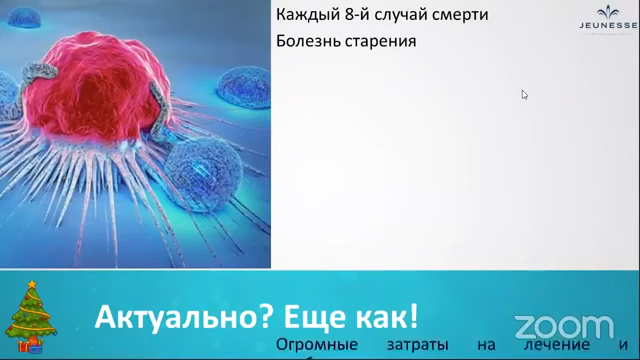 Каждый 8-й случай смерти
Болезнь старения
JEUNESSE
Актуально? Еще как!
zoom
Огромные затраты на лечение и